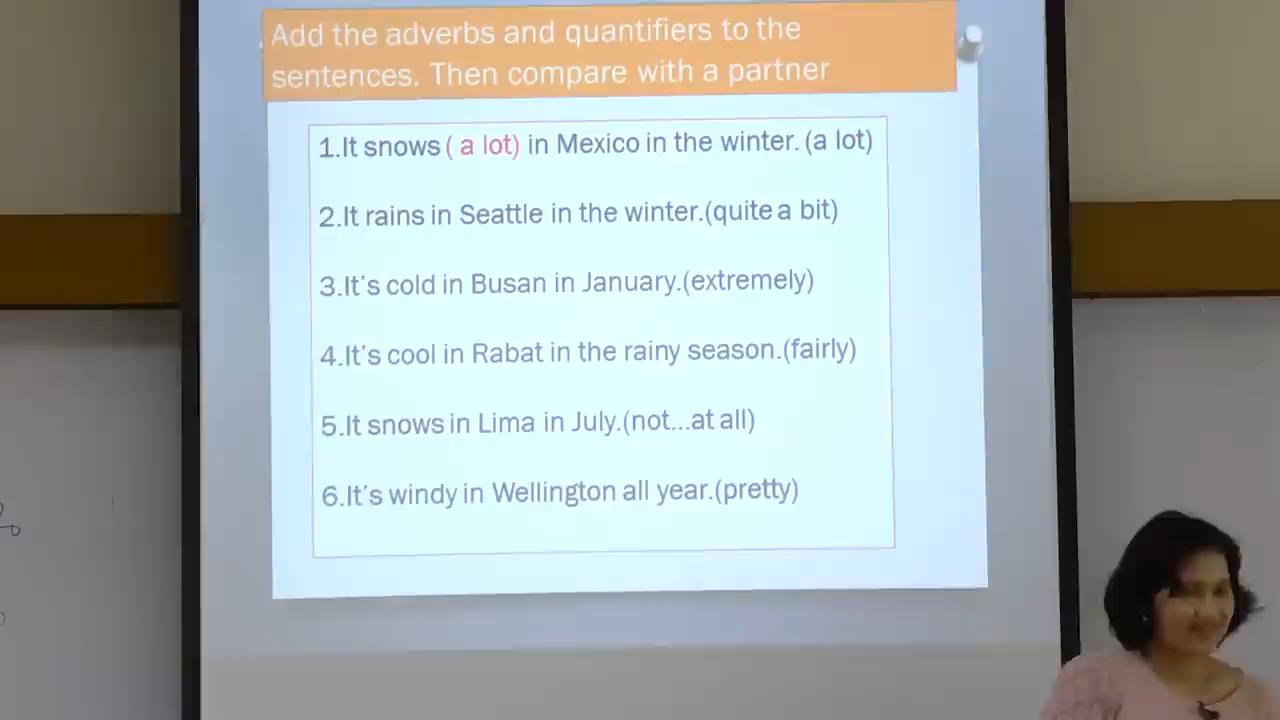 Add the adverbs and quantifiers to the
sentences. Then compare with a partner
1.It snows ( a lot) in Mexico in the winter. (a lot)
2.It rains in Seattle in the winter.(quite a bit)
3.It's cold in Busan in January.(extremely)
4.It's cool in Rabat in the rainy season.(fairly)
5.It snows in Lima in July.(not...at all)
6.It's windy in Wellington all year.(pretty)